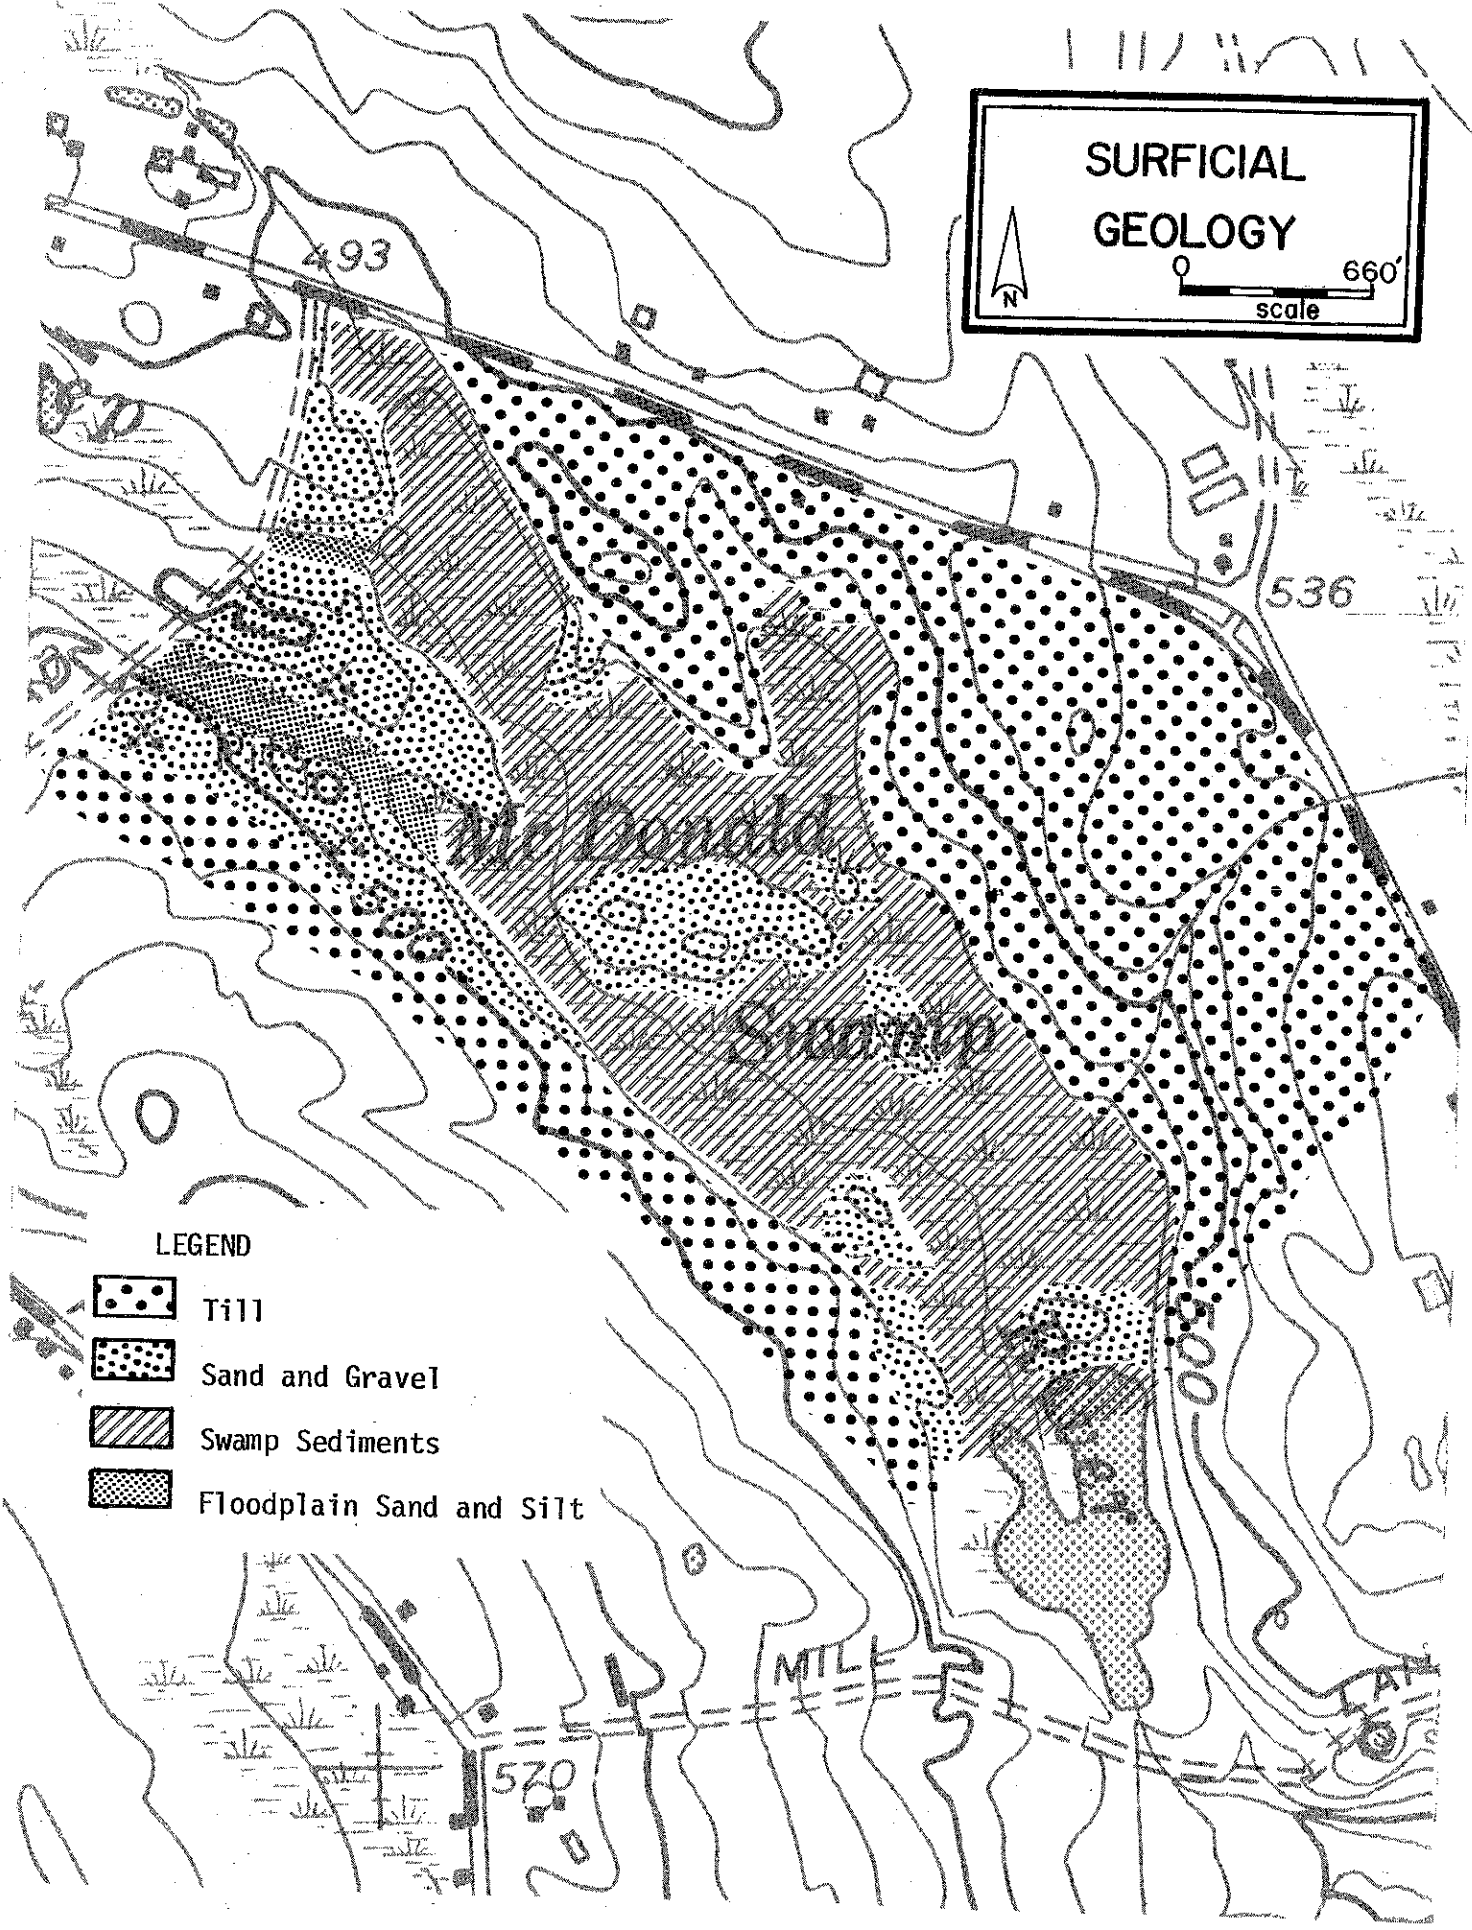 SURFICIAL
GEOLOGY
N
0 660'
scale
493
536
Mc Donald
500
Swamp
LEGEND
Till
Sand and Gravel
Swamp Sediments
Floodplain Sand and Silt
500
MILL
520